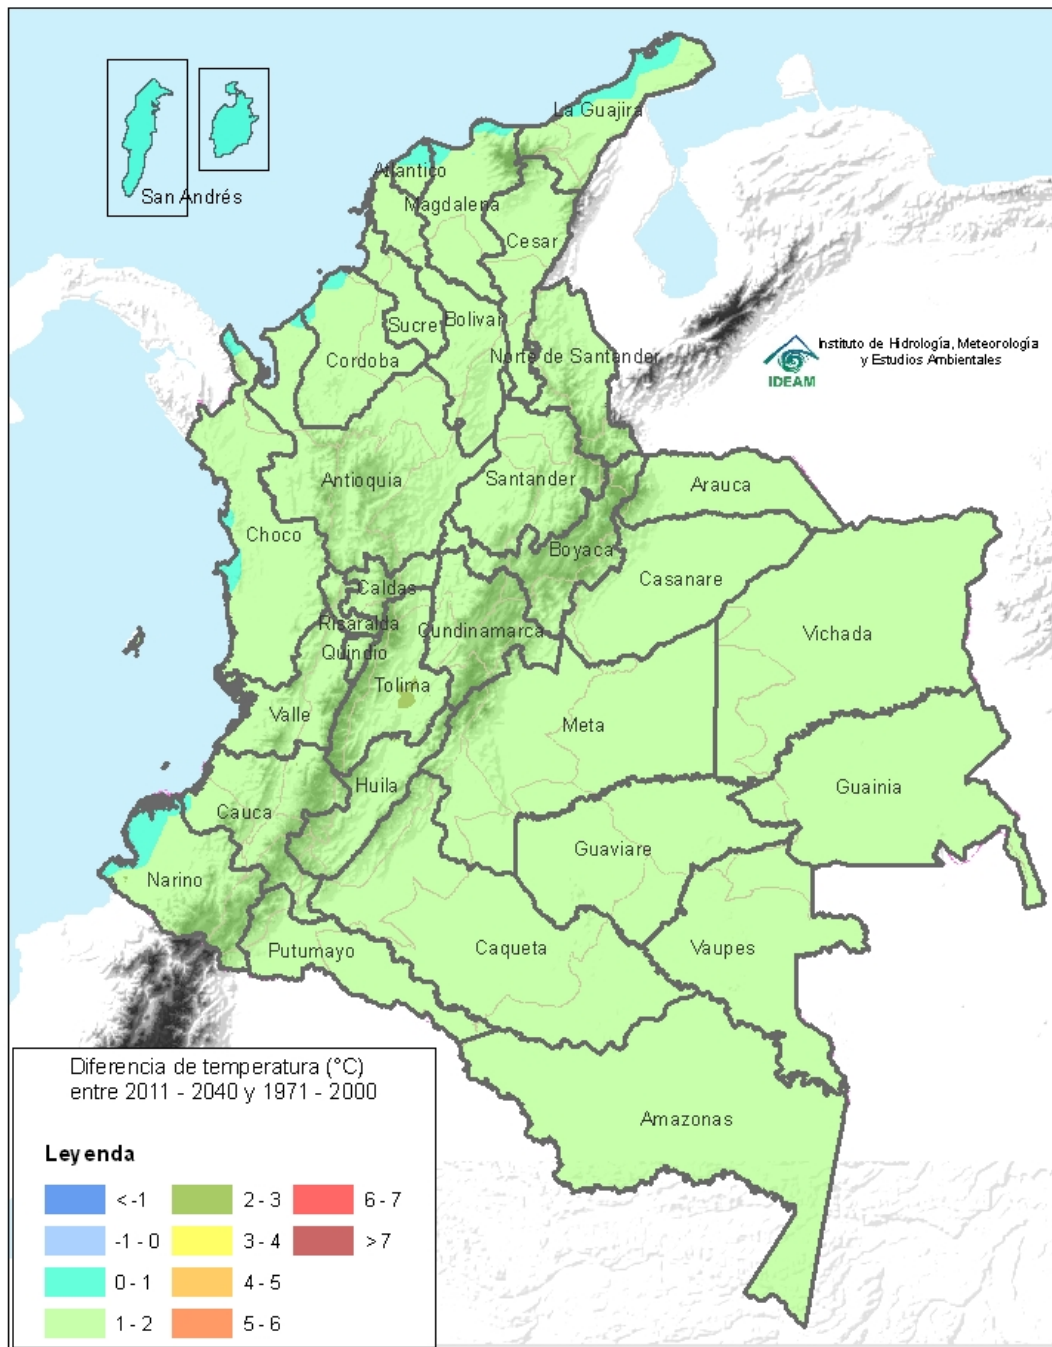 La Guajira
Atlantico
San Andrés
Magdalena
Cesar
Sucre
Bolivar
Cordoba
Norte de Santander
Instituto de Hidrología, Meteorología
y Estudios Ambientales
IDEAM
Antioquia
Santander
Arauca
Choco
Boyaca
Casanare
Caldas
Risaralda
Cundinamarca
Vichada
Quindio
Tolima
Valle
Meta
Huila
Guainia
Cauca
Guaviare
Narino
Putumayo
Caqueta
Vaupes
Amazonas
Diferencia de temperatura (°C)
entre 2011 - 2040 y 1971 - 2000
Leyenda
< -1
2 - 3
6 - 7
-1 - 0
3 - 4
> 7
0 - 1
4 - 5
1 - 2
5 - 6